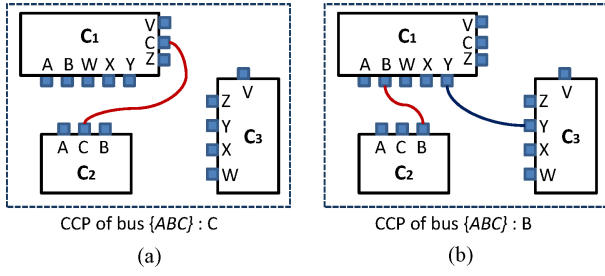 C1
V
C
Z
A B W X Y
A C B
C2
V
Z
Y
X
W
C3
CCP of bus {ABC} : C
(a)
C1
V
C
Z
A B W X Y
A C B
C2
V
Z
Y
X
W
C3
CCP of bus {ABC} : B
(b)